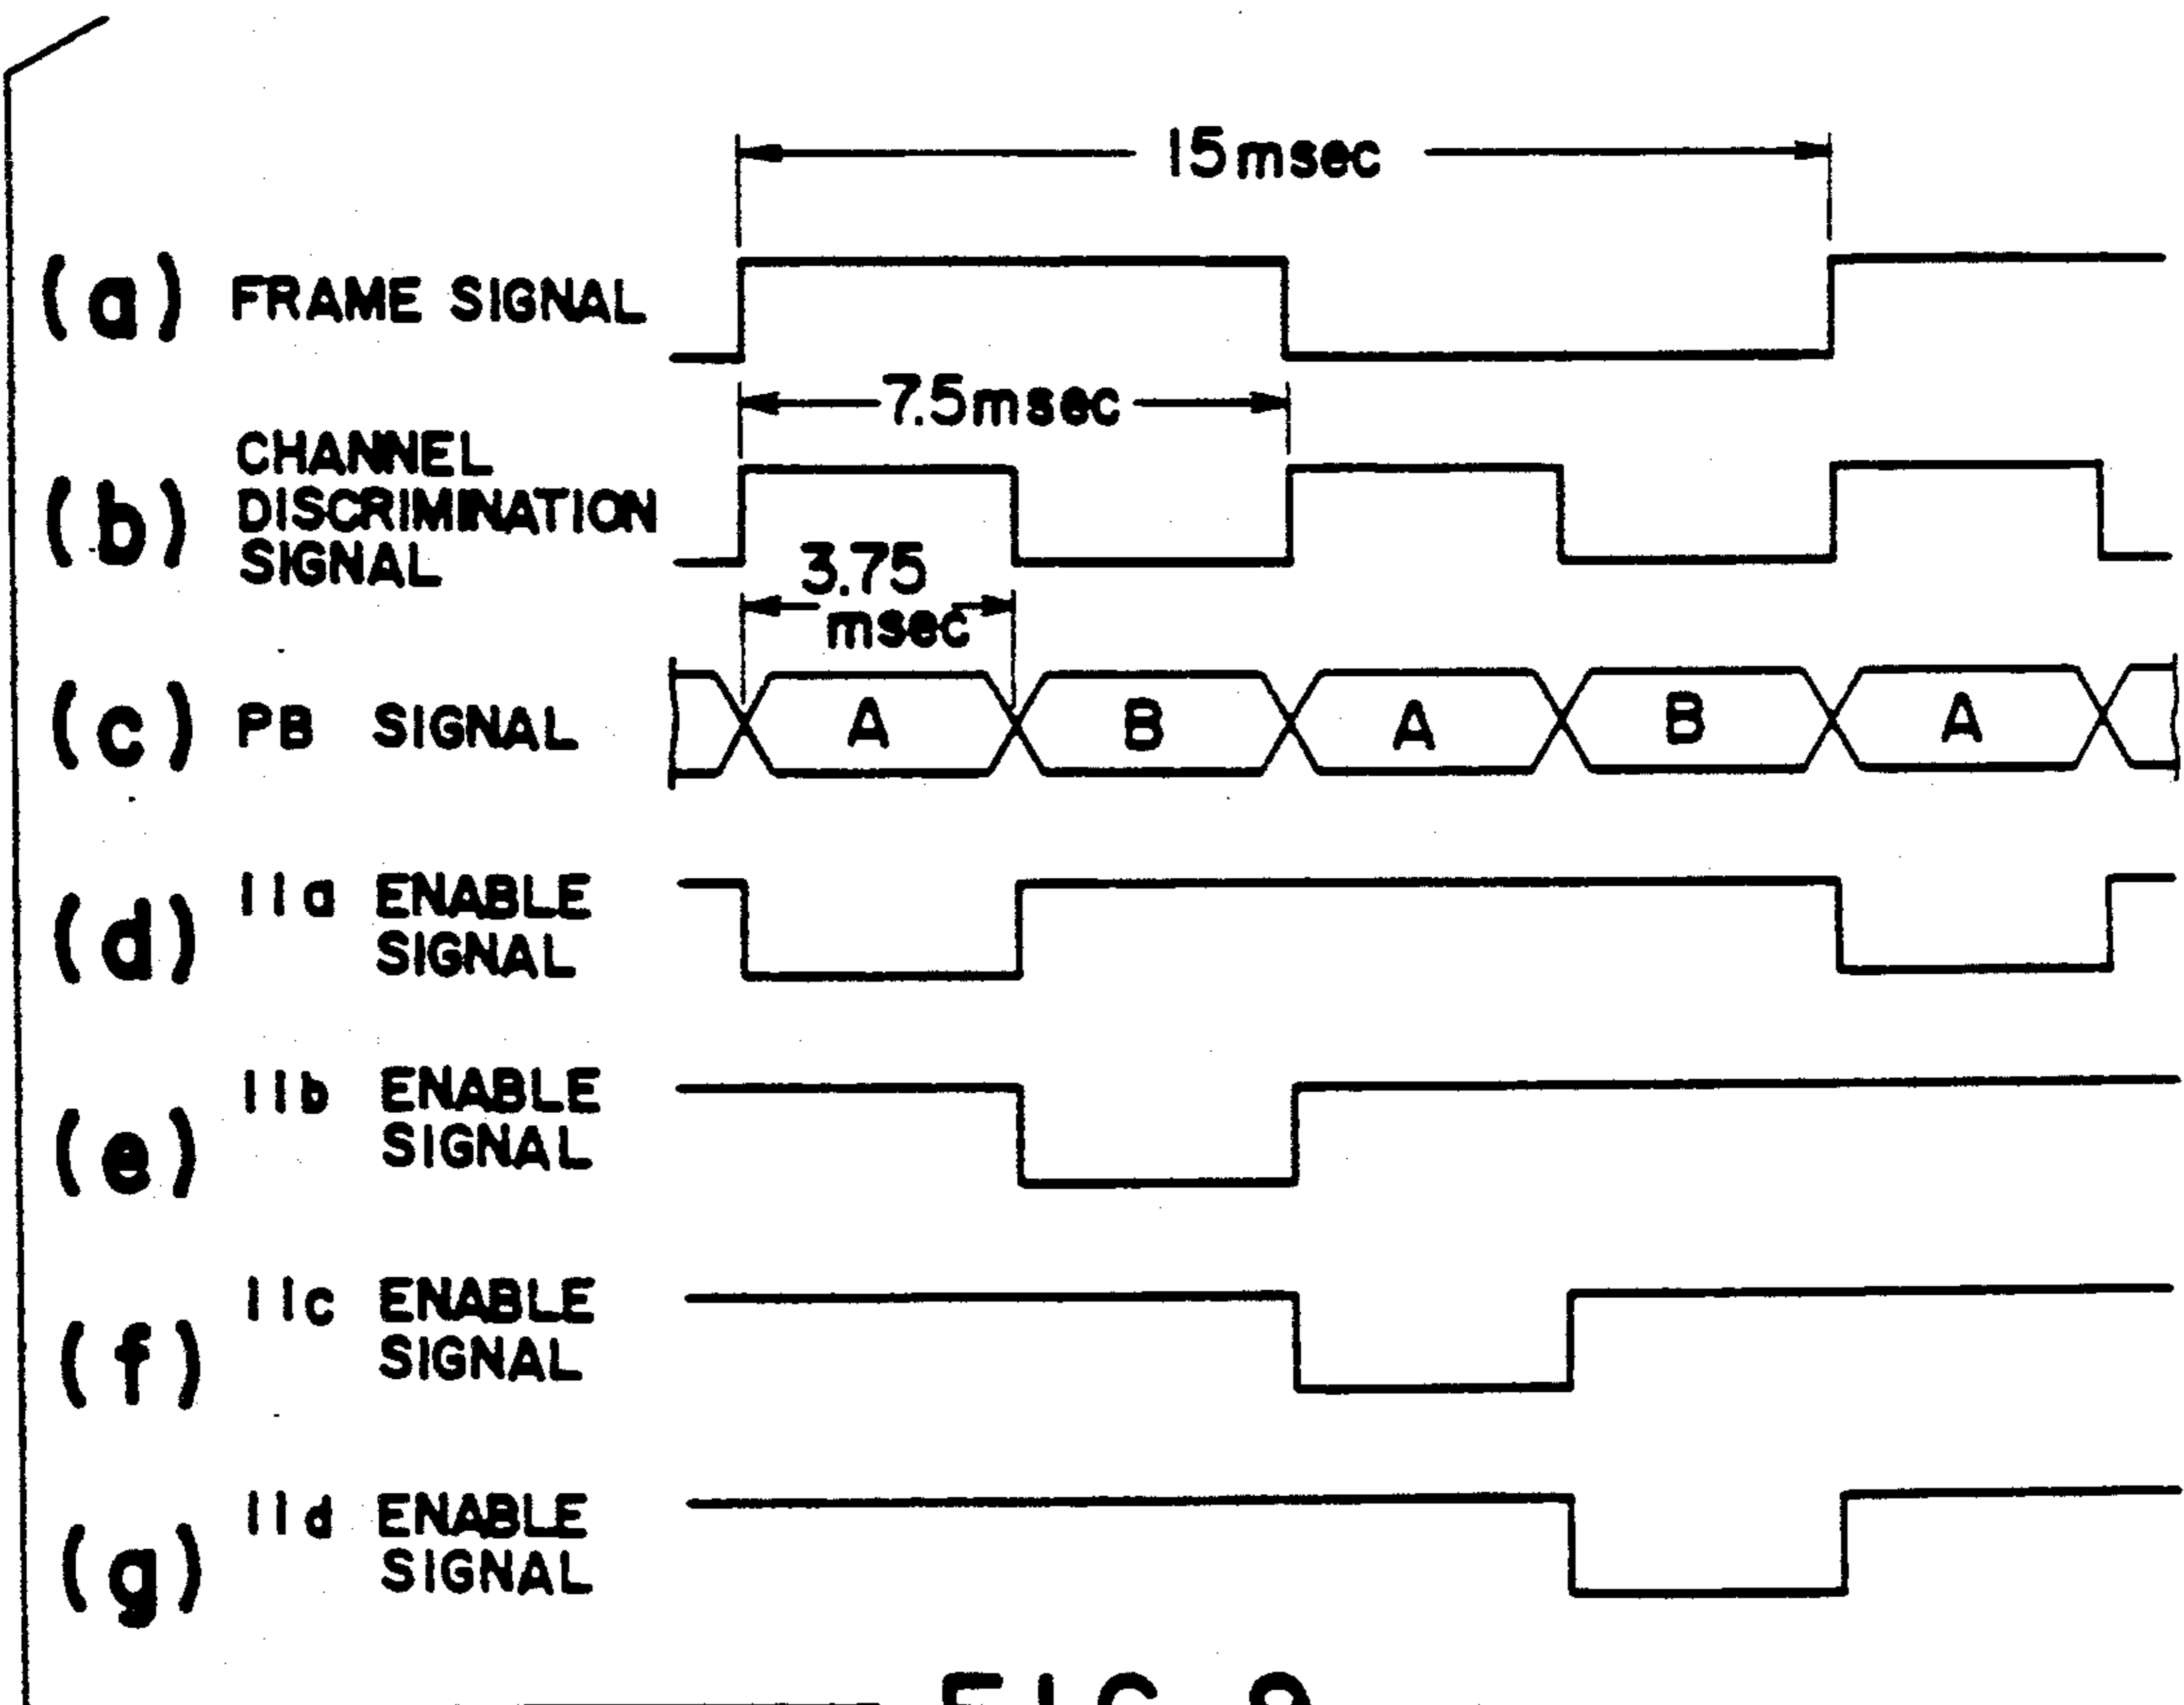 15msec
(a) FRAME SIGNAL
7.5msec
(b) CHANNEL
DISCRIMINATION
SIGNAL
3.75
msec
(c) PB SIGNAL A B A B A
(d) 11a ENABLE
SIGNAL
(e) 11b ENABLE
SIGNAL
(f) 11c ENABLE
SIGNAL
(g) 11d ENABLE
SIGNAL